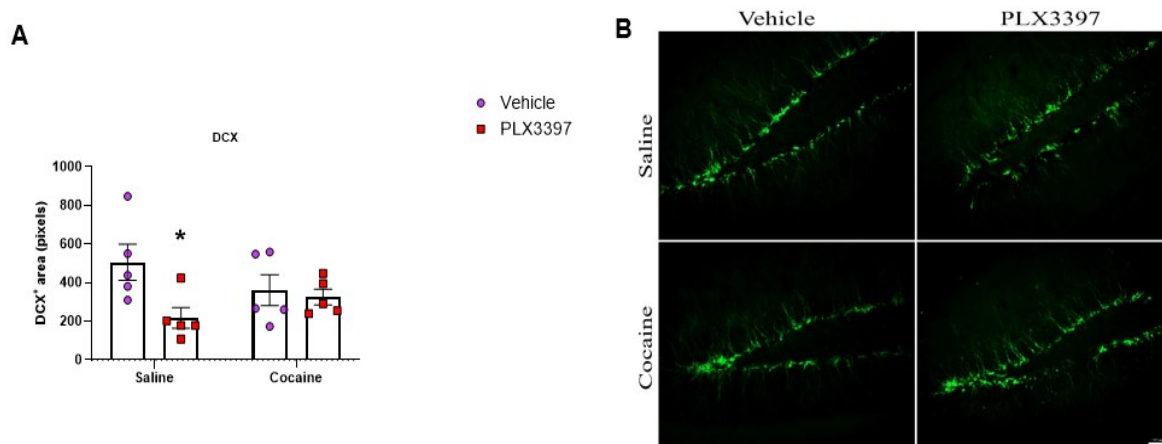 A
Vehicle
PLX3397
DCX
DCX+ area (pixels)
1000
800
600
400
200
0
*
Saline
Cocaine
B
Vehicle
PLX3397
Saline
Cocaine